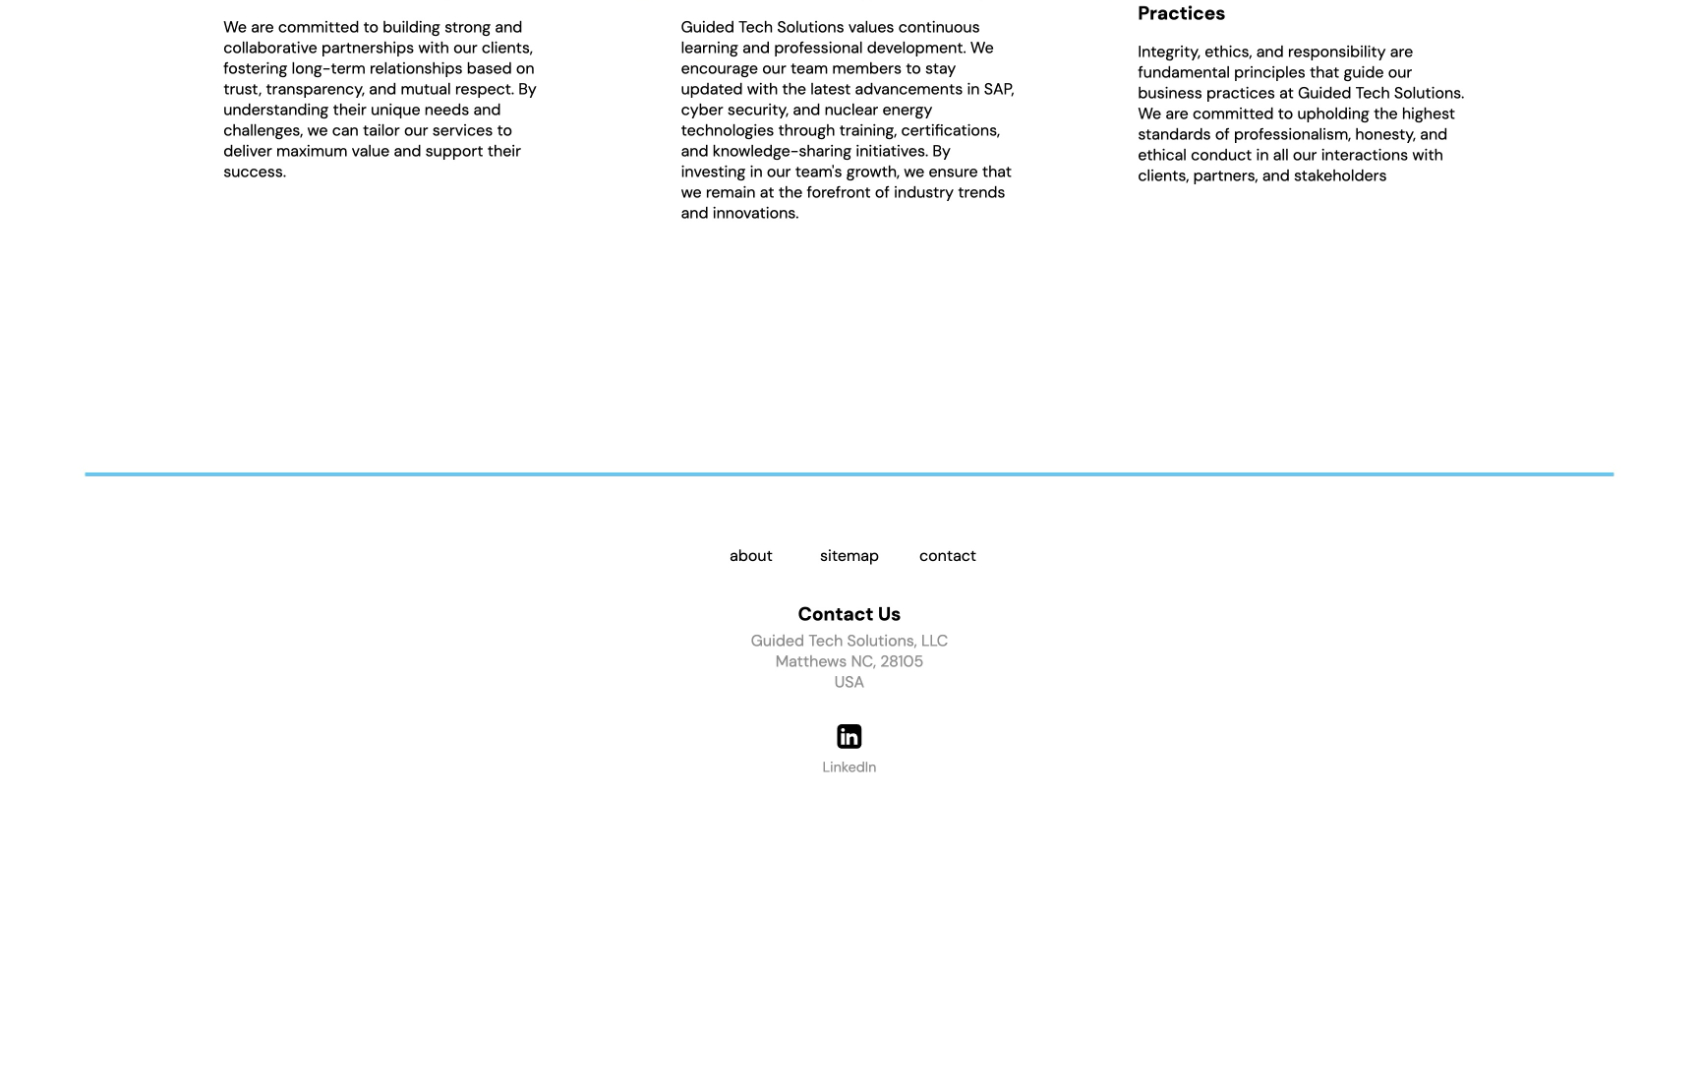 We are committed to building strong and
collaborative partnerships with our clients,
fostering long-term relationships based on
trust, transparency, and mutual respect. By
understanding their unique needs and
challenges, we can tailor our services to
deliver maximum value and support their
success.
Guided Tech Solutions values continuous
learning and professional development. We
encourage our team members to stay
updated with the latest advancements in SAP,
cyber security, and nuclear energy
technologies through training, certifications,
and knowledge-sharing initiatives. By
investing in our team's growth, we ensure that
we remain at the forefront of industry trends
and innovations.
Practices
Integrity, ethics, and responsibility are
fundamental principles that guide our
business practices at Guided Tech Solutions.
We are committed to upholding the highest
standards of professionalism, honesty, and
ethical conduct in all our interactions with
clients, partners, and stakeholders
about sitemap contact
Contact Us
Guided Tech Solutions, LLC
Matthews NC, 28105
USA
in
LinkedIn